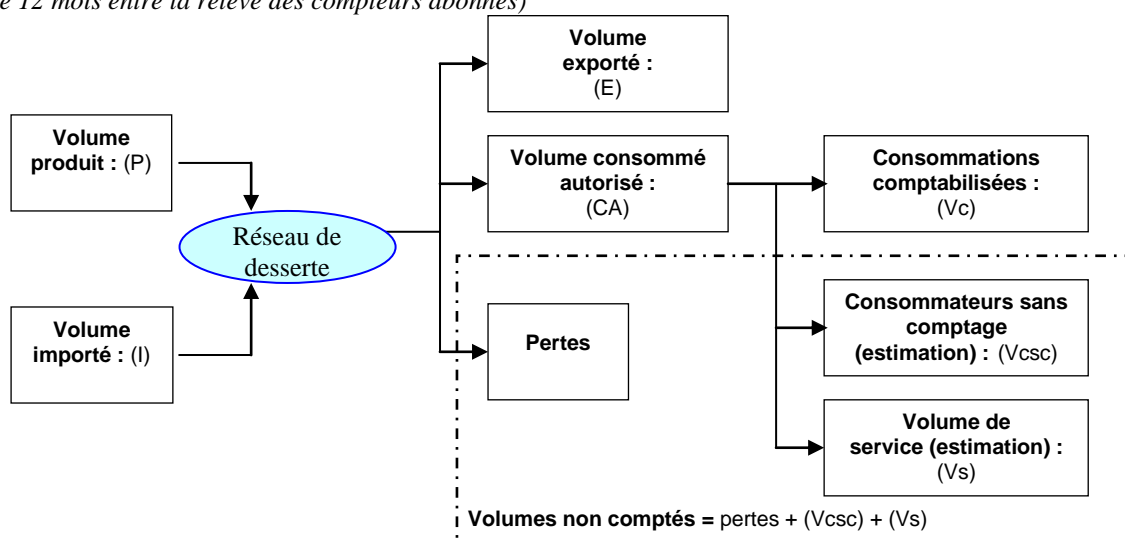 e 12 mois entre la relève des compteurs abonnés)
Volume
exporté :
(E)
Volume
produit : (P)
Volume consommé
autorisé :
(CA)
Consommations
comptabilisées :
(Vc)
Réseau de
desserte
Volume
importé : (I)
Pertes
Consommateurs sans
comptage
(estimation) : (Vcsc)
Volume de
service (estimation) :
(Vs)
Volumes non comptés = pertes + (Vcsc) + (Vs)